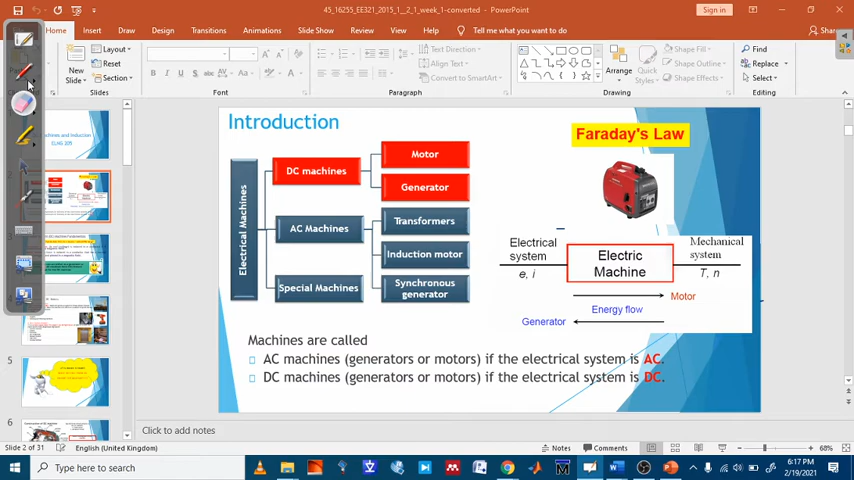 45_16255_EE321_2015_1__2_1_week_1-converted - PowerPoint
Sign in
Home Insert Draw Design Transitions Animations Slide Show Review View Help Tell me what you want to do
New Slide
Layout
Reset
Section
Slides
Font
Paragraph
Text Direction
Align Text
Convert to SmartArt
Arrange
Quick Styles
Shape Fill
Shape Outline
Shape Effects
Drawing
Find
Replace
Select
Editing
Introduction
Faraday's Law
Electrical Machines
DC machines
Motor
Generator
AC Machines
Transformers
Induction motor
Special Machines
Synchronous generator
Electrical system
e, i
Electric Machine
Mechanical system
T, n
Motor
Energy flow
Generator
Machines are called
AC machines (generators or motors) if the electrical system is AC.
DC machines (generators or motors) if the electrical system is DC.
5
6
Click to add notes
Slide 2 of 31
English (United Kingdom)
Notes
Comments
68%
Type here to search
6:17 PM
2/19/2021